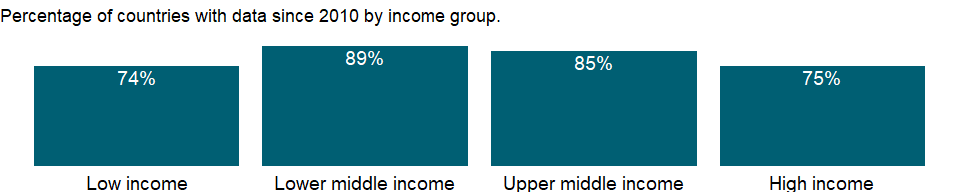 Percentage of countries with data since 2010 by income group.
74%
89%
85%
75%
Low income
Lower middle income
Upper middle income
High income